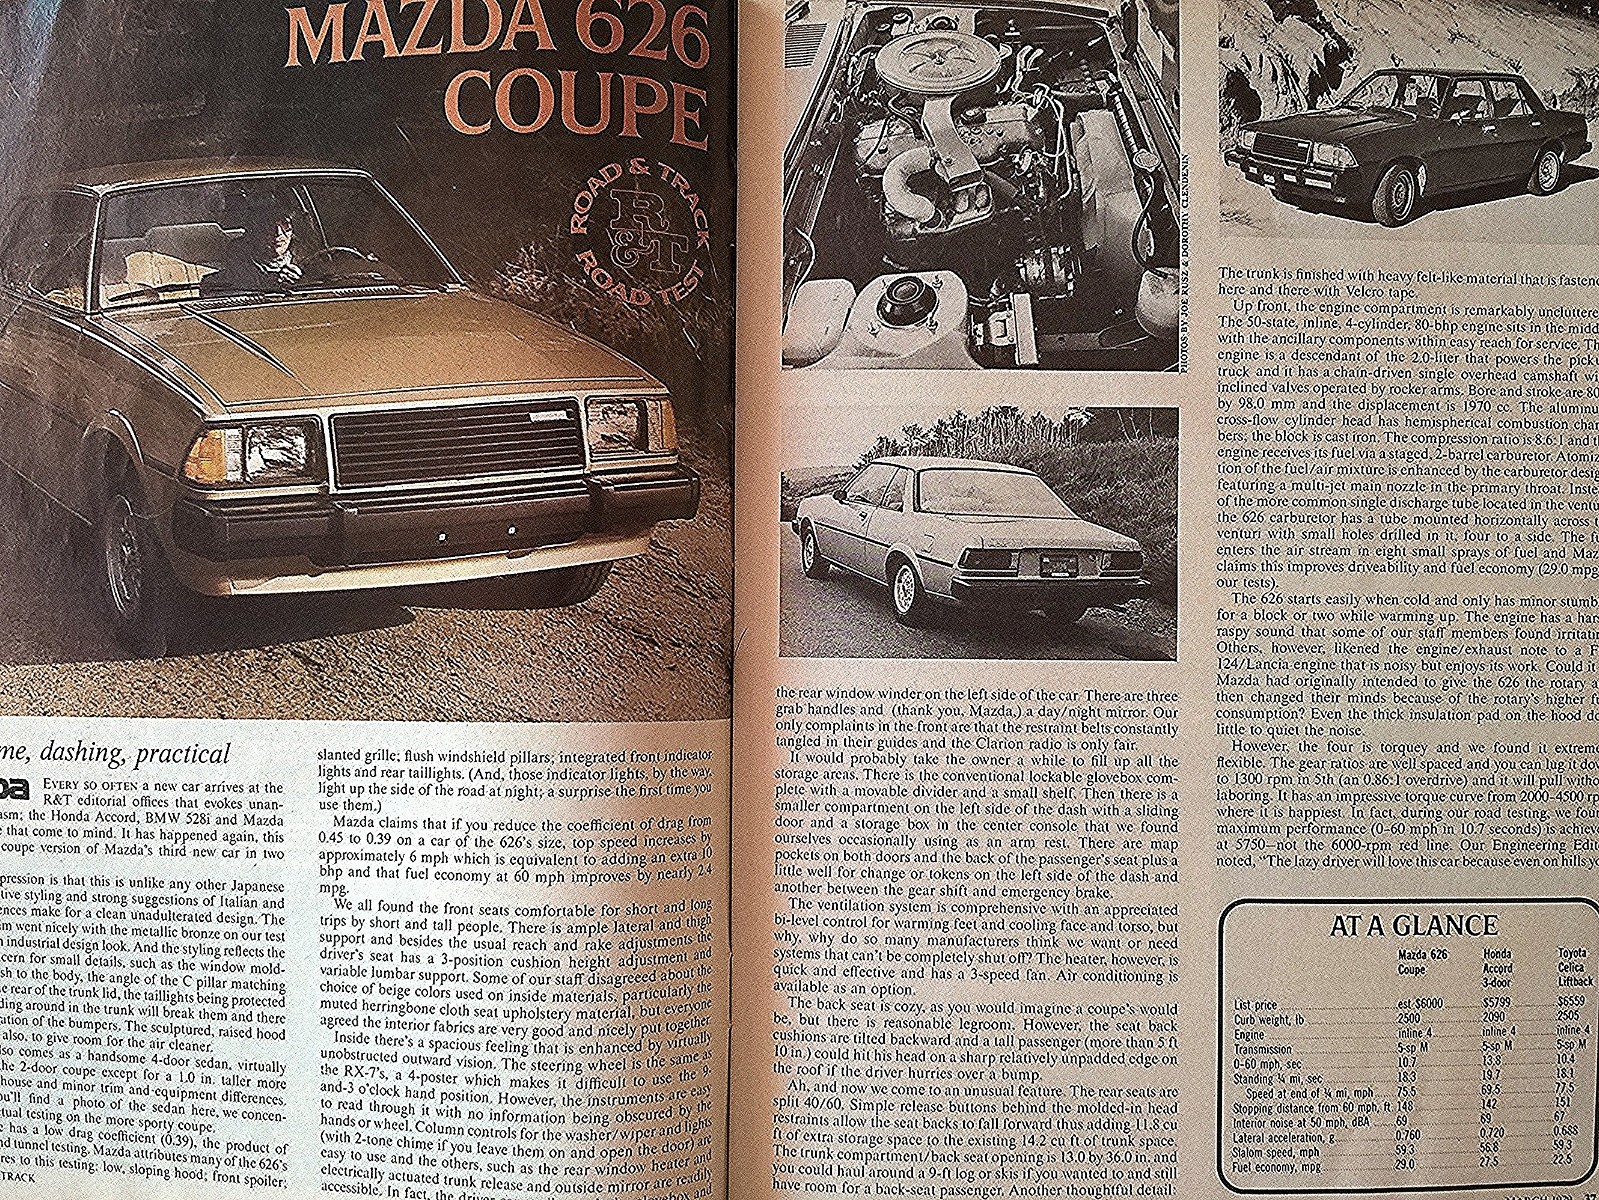 MAZDA 626
COUPE
ROAD & TRACK
R&T
ROAD TEST
me, dashing, practical
EVERY SO OFTEN a new car arrives at the
R&T editorial offices that evokes unan-
asm; the Honda Accord, BMW 528i and Mazda
that come to mind. It has happened again, this
coupe version of Mazda's third new car in two
pression is that this is unlike any other Japanese
tive styling and strong suggestions of Italian and
ences make for a clean unadulterated design. The
im went nicely with the metallic bronze on our test
n industrial design look. And the styling reflects the
cern for small details, such as the window mold-
sh to the body, the angle of the C pillar matching
e rear of the trunk lid, the taillights being protected
ding around in the trunk will break them and there
ation of the bumpers. The sculptured, raised hood
also, to give room for the air cleaner.
lso comes as a handsome 4-door sedan, virtually
he 2-door coupe except for a 1.0 in. taller more
house and minor trim and equipment differences.
ou'll find a photo of the sedan here, we concen-
tual testing on the more sporty coupe.
has a low drag coefficient (0.39), the product of
nd tunnel testing. Mazda attributes many of the 626's
res to this testing: low, sloping hood; front spoiler;
TRACK
slanted grille; flush windshield pillars; integrated front indicator
lights and rear taillights. (And, those indicator lights, by the way,
light up the side of the road at night; a surprise the first time you
use them.)
Mazda claims that if you reduce the coefficient of drag from
0.45 to 0.39 on a car of the 626's size, top speed increases by
approximately 6 mph which is equivalent to adding an extra 10
bhp and that fuel economy at 60 mph improves by nearly 2.4
mpg.
We all found the front seats comfortable for short and long
trips by short and tall people. There is ample lateral and thigh
support and besides the usual reach and rake adjustments the
driver's seat has a 3-position cushion height adjustment and
variable lumbar support. Some of our staff disagreeed about the
choice of beige colors used on inside materials, particularly the
muted herringbone cloth seat upholstery material, but everyone
agreed the interior fabrics are very good and nicely put together
Inside there's a spacious feeling that is enhanced by virtually
unobstructed outward vision. The steering wheel is the same as
the RX-7's, a 4-poster which makes it difficult to use the 9-
and-3 o'clock hand position. However, the instruments are easy
to read through it with no information being obscured by the
hands or wheel. Column controls for the washer/wiper and lights
(with 2-tone chime if you leave them on and open the door) are
easy to use and the others, such as the rear window heater and
electrically actuated trunk release and outside mirror are readily
accessible. In fact, the driver
PHOTOS BY JOE RUSZ & DOROTHY CLENDENIN
the rear window winder on the left side of the car. There are three
grab handles and (thank you, Mazda,) a day/night mirror. Our
only complaints in the front are that the restraint belts constantly
tangled in their guides and the Clarion radio is only fair.
It would probably take the owner a while to fill up all the
storage areas. There is the conventional lockable glovebox com-
plete with a movable divider and a small shelf. Then there is a
smaller compartment on the left side of the dash with a sliding
door and a storage box in the center console that we found
ourselves occasionally using as an arm rest. There are map
pockets on both doors and the back of the passenger's seat plus a
little well for change or tokens on the left side of the dash and
another between the gear shift and emergency brake.
The ventilation system is comprehensive with an appreciated
bi-level control for warming feet and cooling face and torso, but
why, why do so many manufacturers think we want or need
systems that can't be completely shut off? The heater, however, is
quick and effective and has a 3-speed fan. Air conditioning is
available as an option.
The back seat is cozy, as you would imagine a coupe's would
be, but there is reasonable legroom. However, the seat back
cushions are tilted backward and a tall passenger (more than 5 ft
10 in.) could hit his head on a sharp relatively unpadded edge on
the roof if the driver hurries over a bump.
Ah, and now we come to an unusual feature. The rear seats are
split 40/60. Simple release buttons behind the molded-in head
restraints allow the seat backs to fall forward thus adding 11.8 cu
ft of extra storage space to the existing 14.2 cu ft of trunk space.
The trunk compartment/back seat opening is 13.0 by 36.0 in. and
you could haul around a 9-ft log or skis if you wanted to and still
have room for a back-seat passenger. Another thoughtful detail:
The trunk is finished with heavy felt-like material that is fastene
here and there with Velcro tape.
Up front, the engine compartment is remarkably uncluttere
The 50-state, inline, 4-cylinder, 80-bhp engine sits in the midd
with the ancillary components within easy reach for service. Th
engine is a descendant of the 2.0-liter that powers the picku
truck and it has a chain-driven single overhead camshaft wi
inclined valves operated by rocker arms. Bore and stroke are 80
by 98.0 mm and the displacement is 1970 cc. The aluminu
cross-flow cylinder head has hemispherical combustion cham
bers; the block is cast iron. The compression ratio is 8.6:1 and th
engine receives its fuel via a staged, 2-barrel carburetor. Atomiz
tion of the fuel/air mixture is enhanced by the carburetor desig
featuring a multi-jet main nozzle in the primary throat. Inste
of the more common single discharge tube located in the ventu
the 626 carburetor has a tube mounted horizontally across t
venturi with small holes drilled in it, four to a side. The fu
enters the air stream in eight small sprays of fuel and Maz
claims this improves driveability and fuel economy (29.0 mpg
our tests).
The 626 starts easily when cold and only has minor stumb
for a block or two while warming up. The engine has a hars
raspy sound that some of our staff members found irritatin
Others, however, likened the engine/exhaust note to a F
124/Lancia engine that is noisy but enjoys its work. Could it
Mazda had originally intended to give the 626 the rotary a
then changed their minds because of the rotary's higher f
consumption? Even the thick insulation pad on the hood do
little to quiet the noise.
However, the four is torquey and we found it extreme
flexible. The gear ratios are well spaced and you can lug it dow
to 1300 rpm in 5th (an 0.86:1 overdrive) and it will pull witho
laboring. It has an impressive torque curve from 2000-4500 rp
where it is happiest. In fact, during our road testing, we foun
maximum performance (0-60 mph in 10.7 seconds) is achieve
at 5750—not the 6000-rpm red line. Our Engineering Edit
noted, "The lazy driver will love this car because even on hills yo
AT A GLANCE
Mazda 626 Coupe Honda Accord 3-door Toyota Celica Liftback
List price est $6000 $5799 $6559
Curb weight, lb 2500 2090 2505
Engine inline 4 inline 4 inline 4
Transmission 5-sp M 5-sp M 5-sp M
0-60 mph, sec 10.7 13.8 10.4
Standing ¼ mi, sec 18.3 19.7 18.1
Speed at end of ¼ mi, mph 75.5 69.5 77.5
Stopping distance from 60 mph, ft 148 142 151
Interior noise at 50 mph, dBA 69 69 67
Lateral acceleration, g 0.760 0.720 0.688
Slalom speed, mph 59.3 56.8 59.3
Fuel economy, mpg 29.0 27.5 22.5